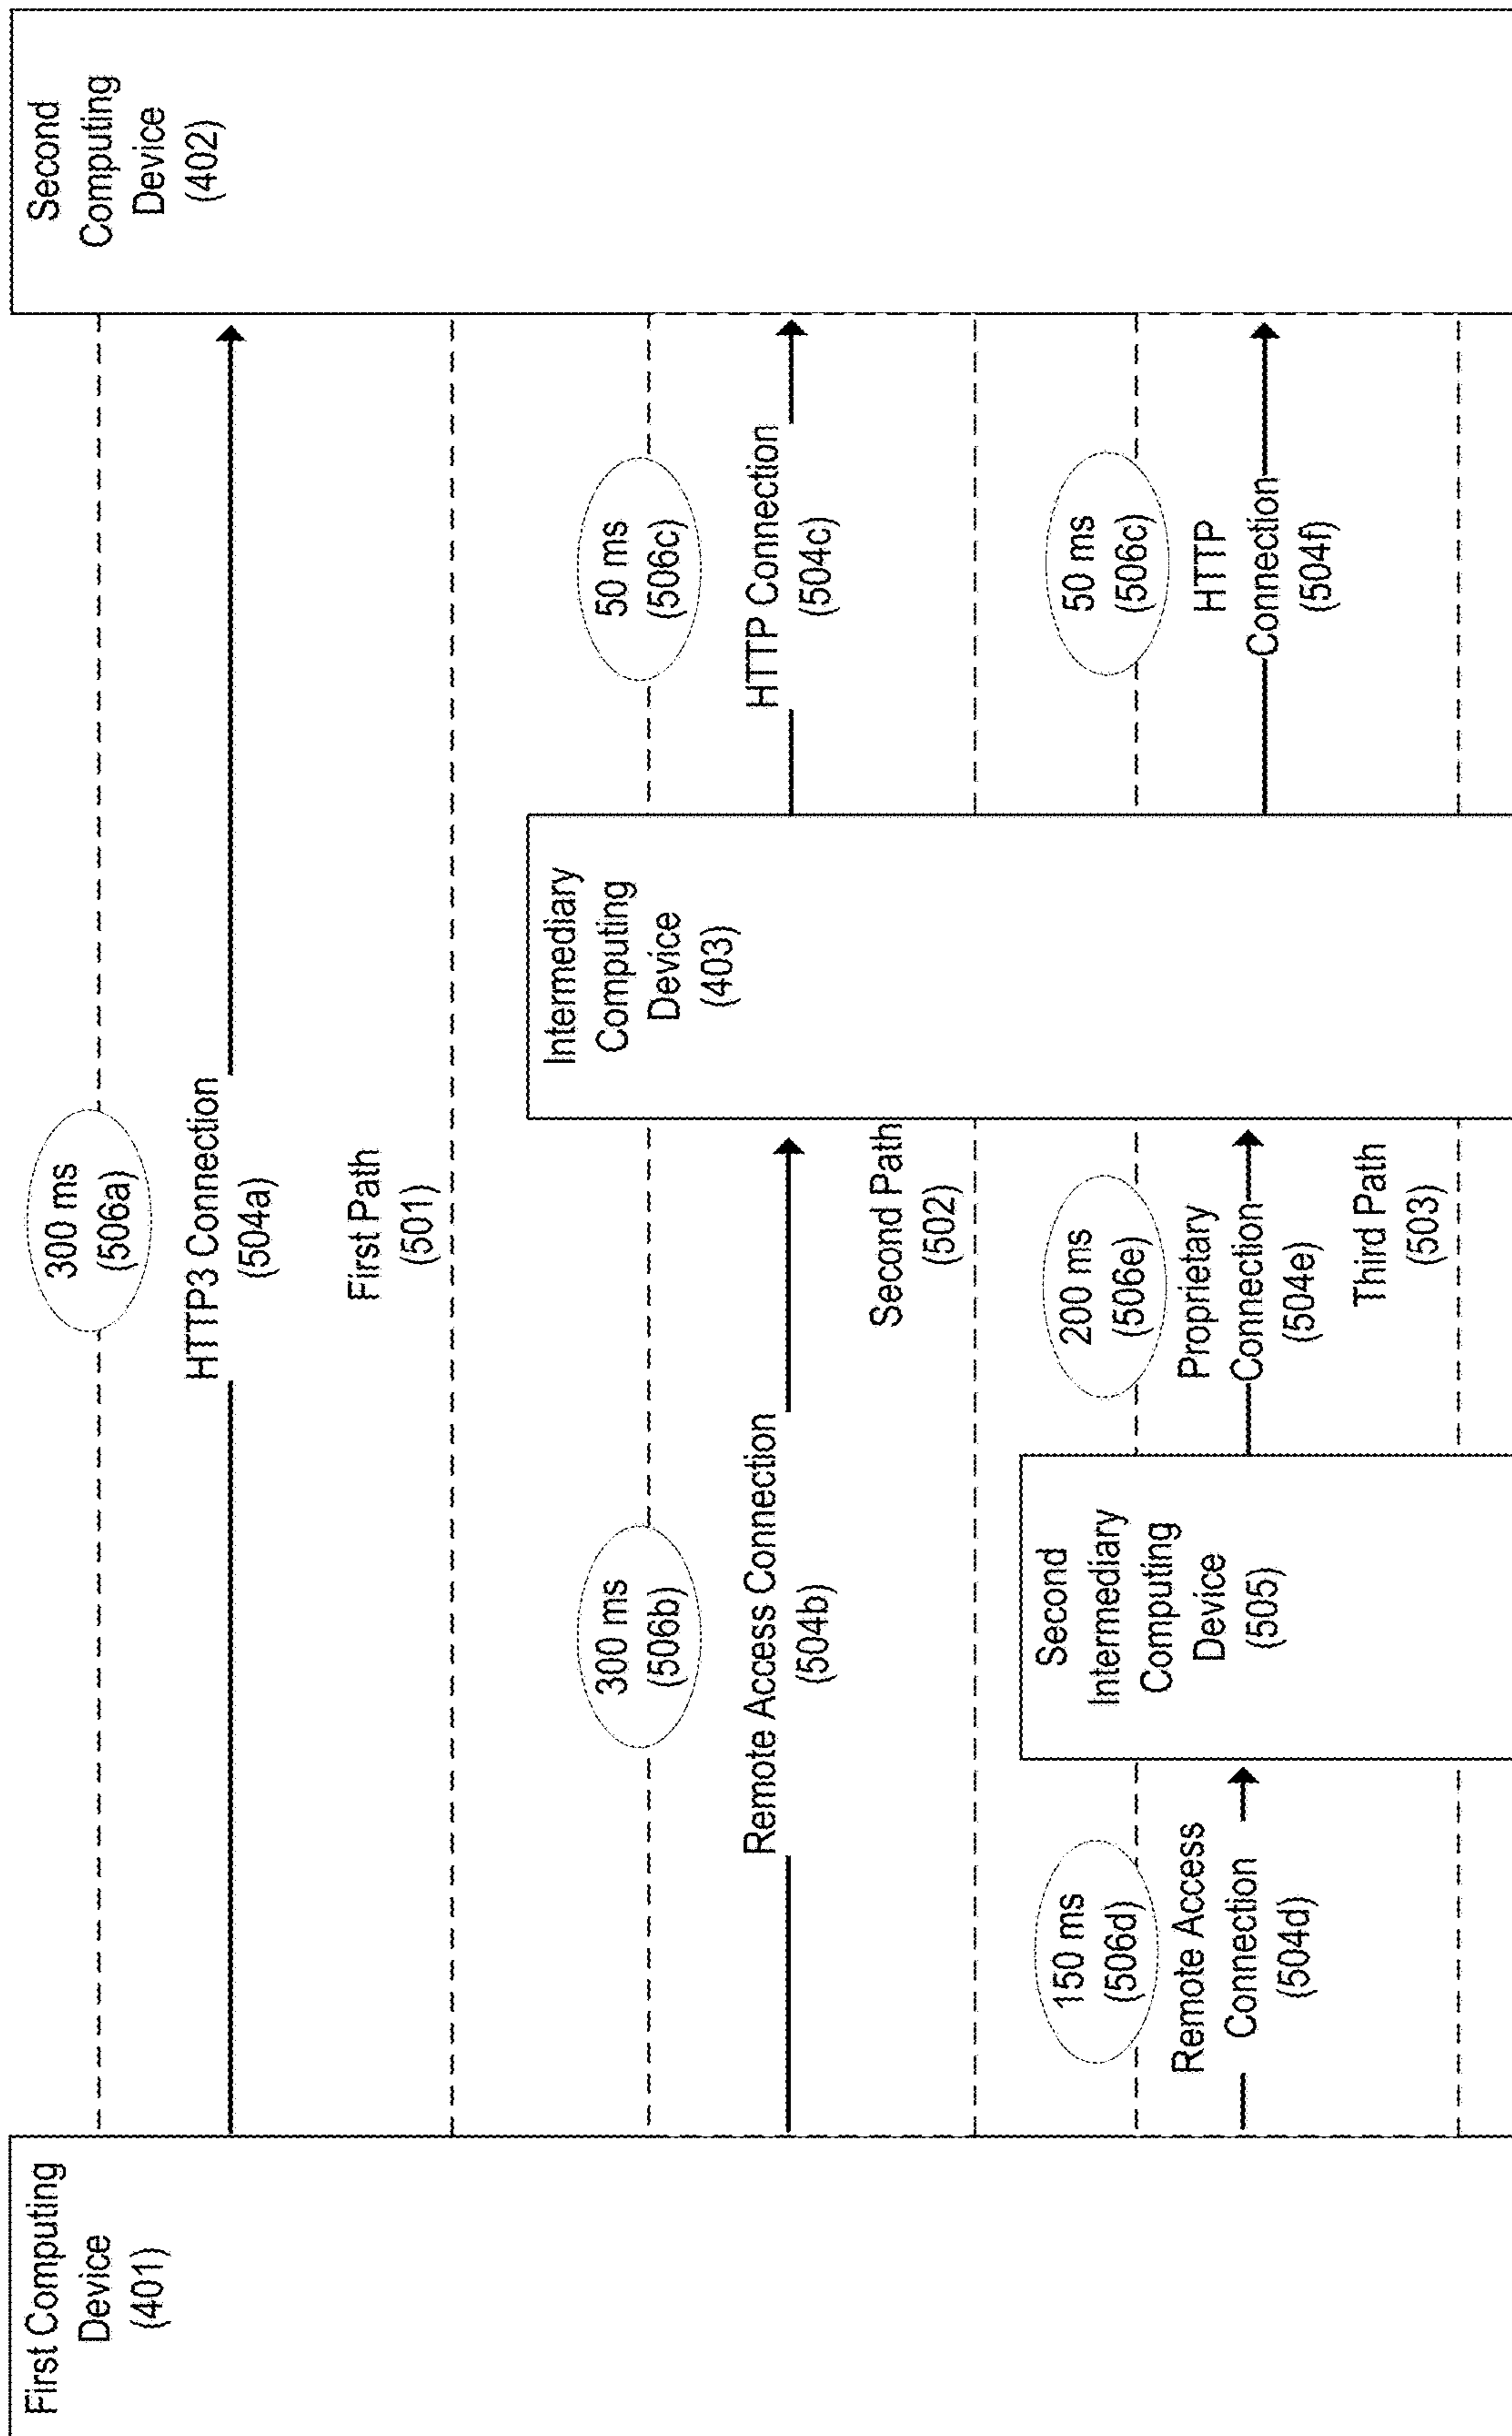 First Computing
Device
(401)
Second
Computing
Device
(402)
300 ms
(506a)
HTTP3 Connection
(504a)
First Path
(501)
Intermediary
Computing
Device
(403)
300 ms
(506b)
Remote Access Connection
(504b)
50 ms
(506c)
HTTP Connection
(504c)
Second Path
(502)
Second
Intermediary
Computing
Device
(505)
150 ms
(506d)
Remote Access
Connection
(504d)
200 ms
(506e)
Proprietary
Connection
(504e)
50 ms
(506c)
HTTP
Connection
(504f)
Third Path
(503)